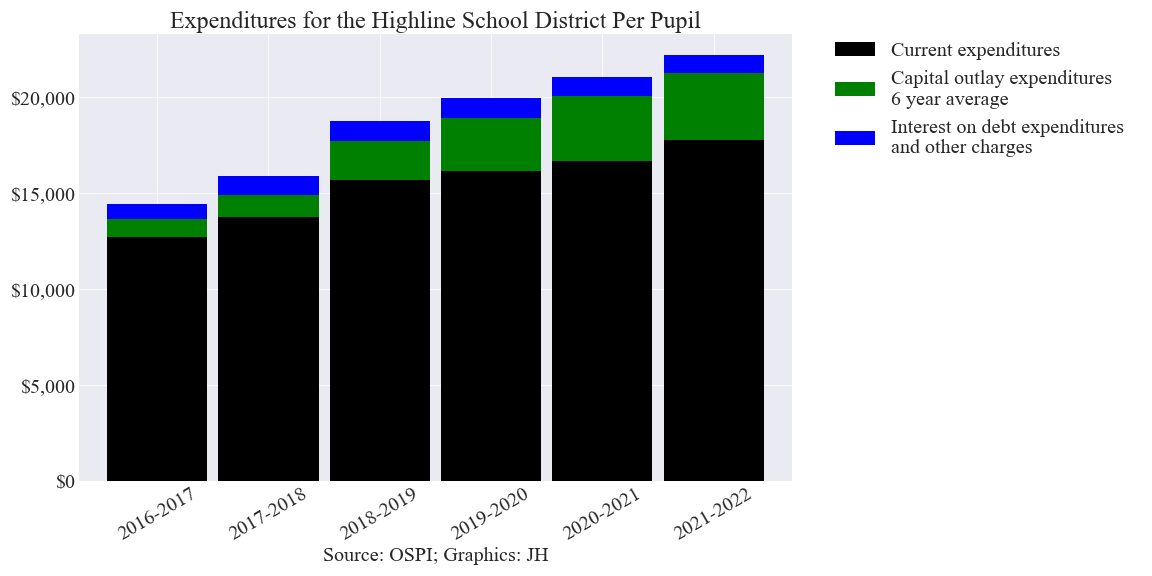 Expenditures for the Highline School District Per Pupil
Current expenditures
Capital outlay expenditures
6 year average
Interest on debt expenditures
and other charges
$20,000
$15,000
$10,000
$5,000
$0
2016-2017
2017-2018
2018-2019
2019-2020
2020-2021
2021-2022
Source: OSPI; Graphics: JH